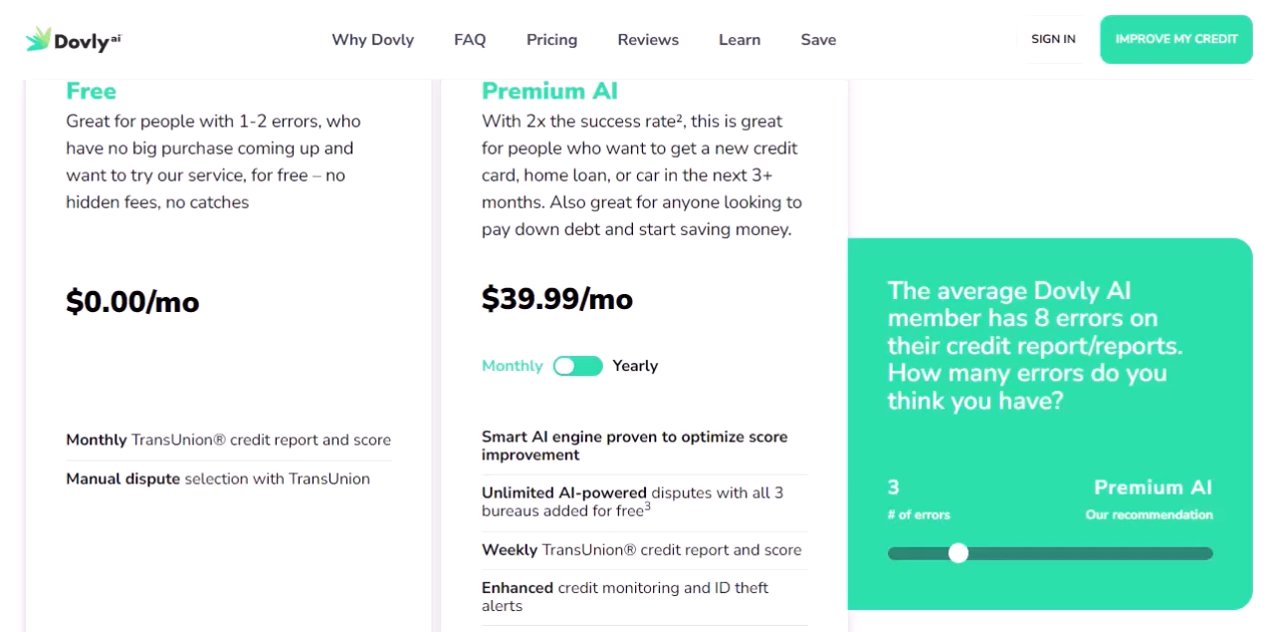 Dovly ai
Why Dovly
FAQ
Pricing
Reviews
Learn
Save
SIGN IN
IMPROVE MY CREDIT
Free
Great for people with 1-2 errors, who
have no big purchase coming up and
want to try our service, for free – no
hidden fees, no catches
$0.00/mo
Monthly TransUnion® credit report and score
Manual dispute selection with TransUnion
Premium AI
With 2x the success rate², this is great
for people who want to get a new credit
card, home loan, or car in the next 3+
months. Also great for anyone looking to
pay down debt and start saving money.
$39.99/mo
Monthly
Yearly
Smart AI engine proven to optimize score
improvement
Unlimited AI-powered disputes with all 3
bureaus added for free³
Weekly TransUnion® credit report and score
Enhanced credit monitoring and ID theft
alerts
The average Dovly AI
member has 8 errors on
their credit report/reports.
How many errors do you
think you have?
3
Premium AI
# of errors
Our recommendation